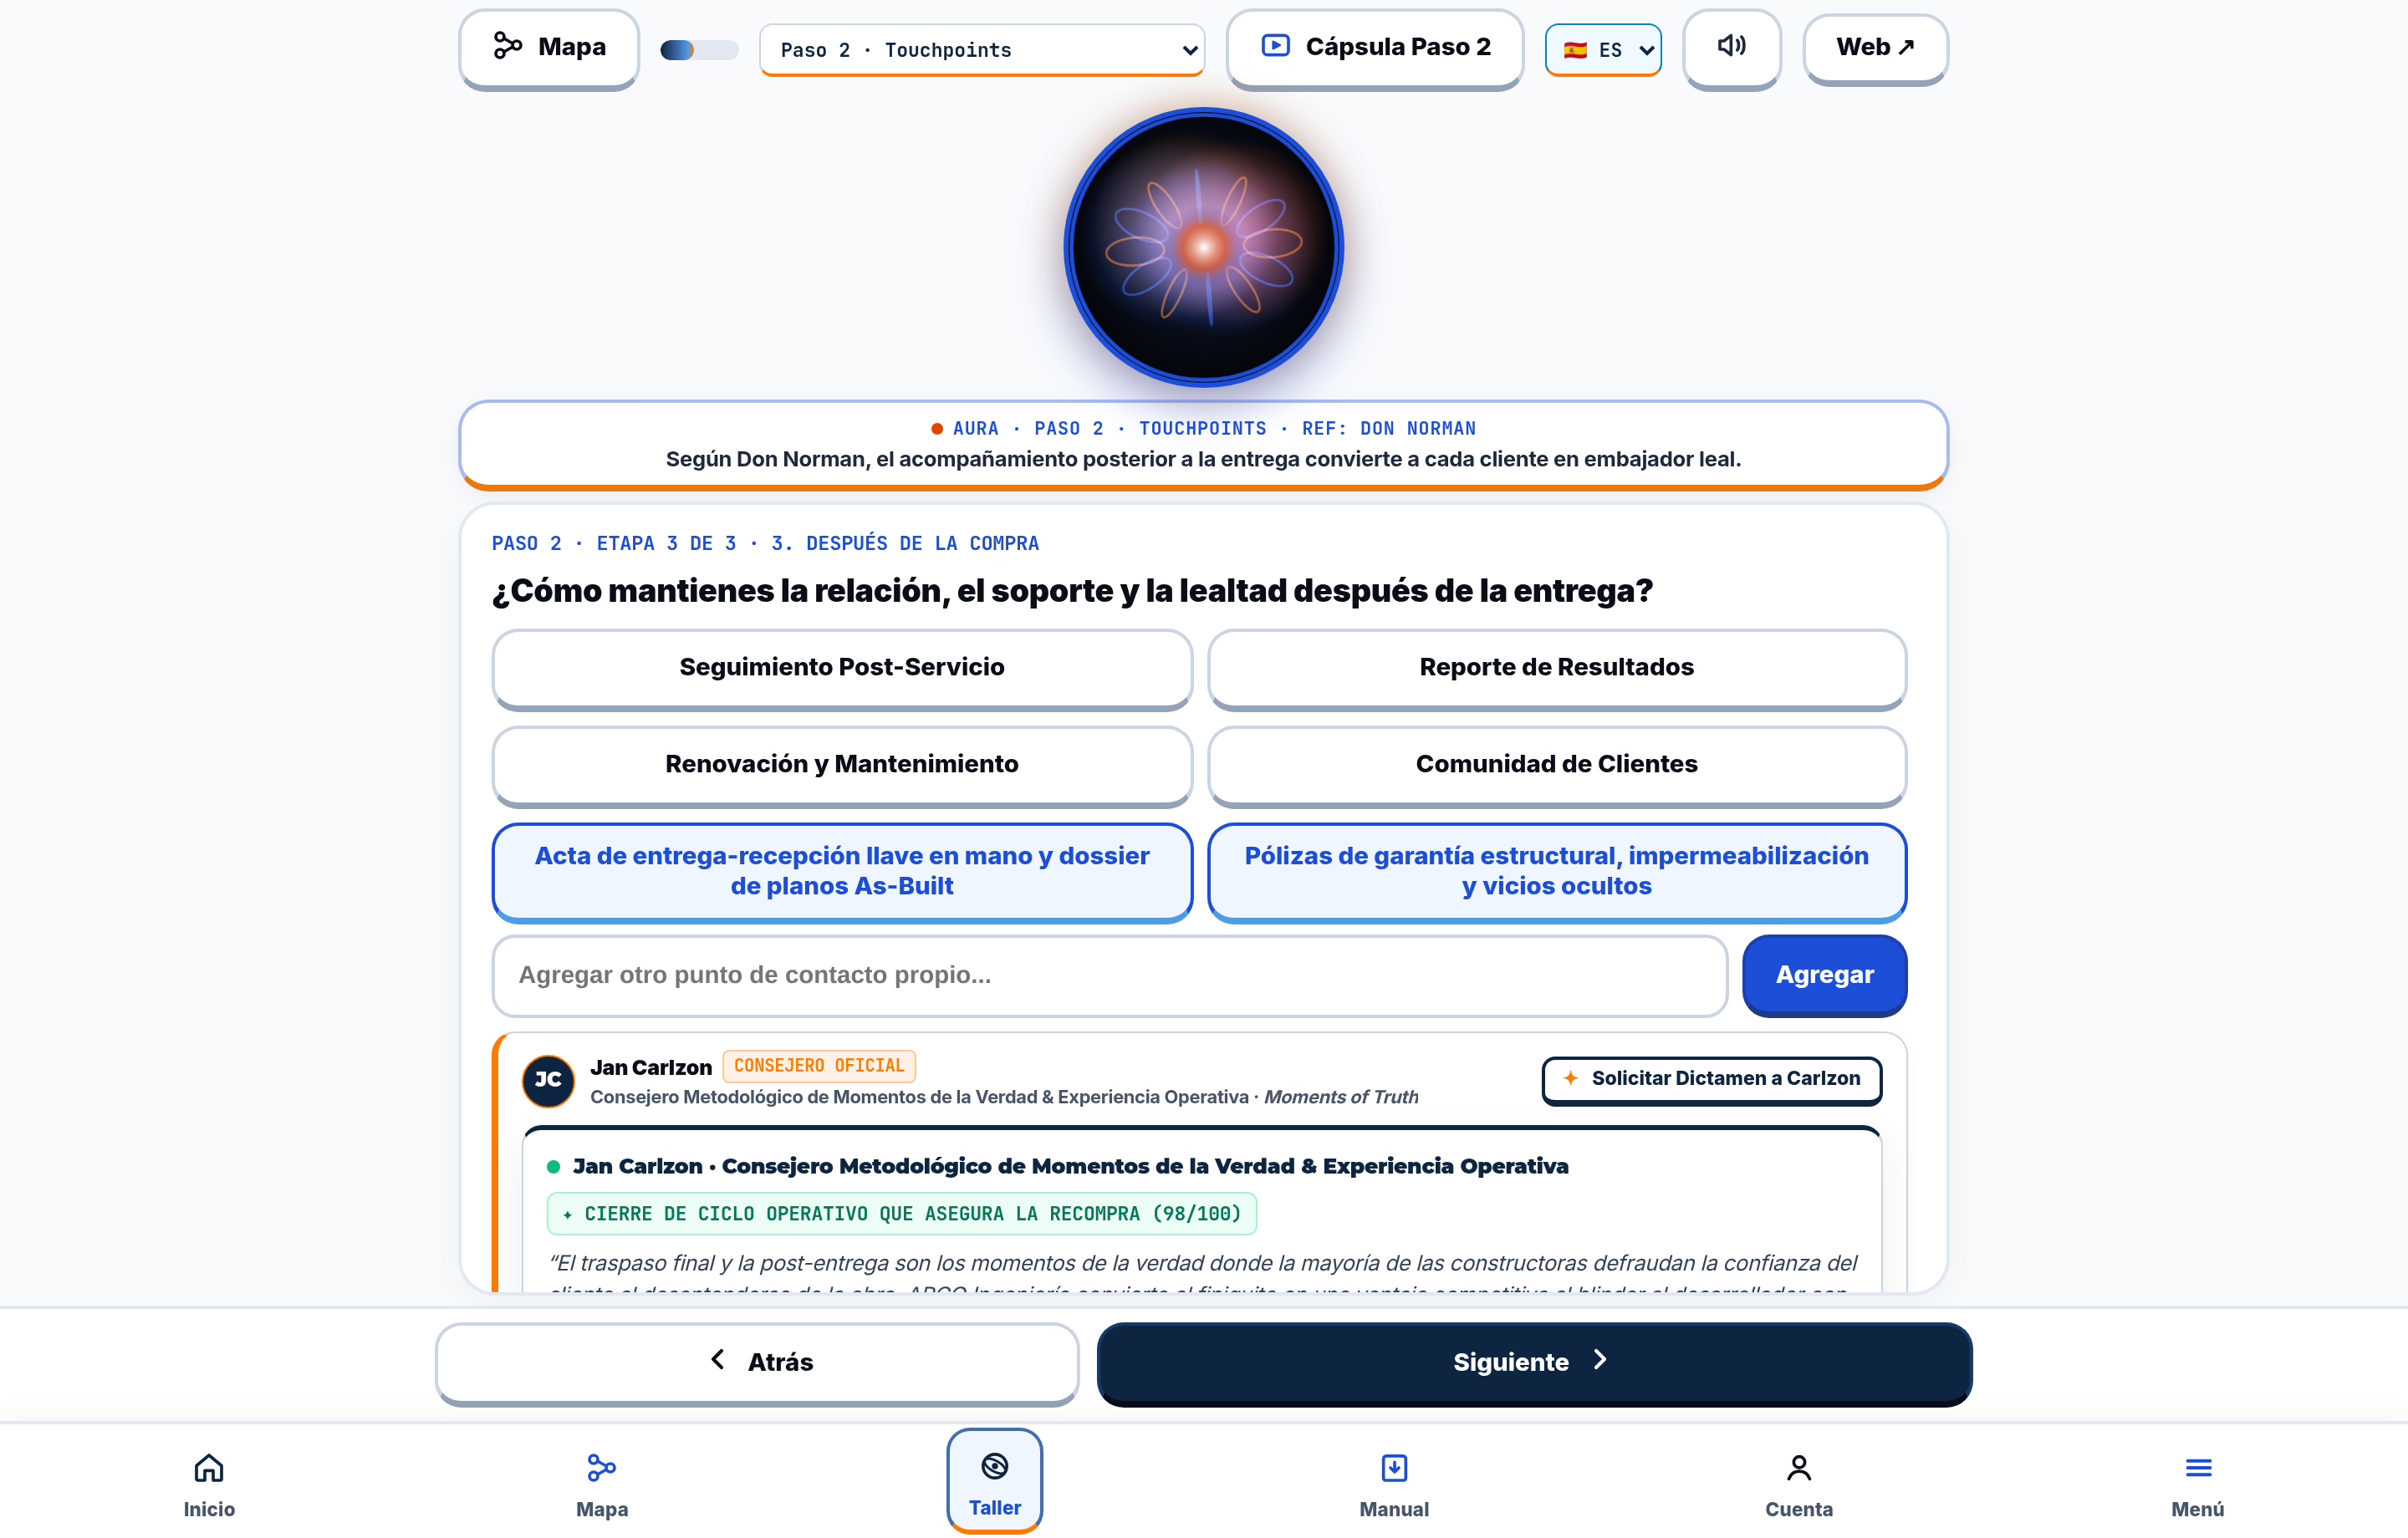 Mapa
Paso 2 · Touchpoints
Cápsula Paso 2
ES
Web ↗
AURA · PASO 2 · TOUCHPOINTS · REF: DON NORMAN
Según Don Norman, el acompañamiento posterior a la entrega convierte a cada cliente en embajador leal.
PASO 2 · ETAPA 3 DE 3 · 3. DESPUÉS DE LA COMPRA
¿Cómo mantienes la relación, el soporte y la lealtad después de la entrega?
Seguimiento Post-Servicio
Reporte de Resultados
Renovación y Mantenimiento
Comunidad de Clientes
Acta de entrega-recepción llave en mano y dossier
de planos As-Built
Pólizas de garantía estructural, impermeabilización
y vicios ocultos
Agregar otro punto de contacto propio...
Agregar
JC
Jan Carlzon
CONSEJERO OFICIAL
Consejero Metodológico de Momentos de la Verdad & Experiencia Operativa · Moments of Truth
✦ Solicitar Dictamen a Carlzon
Jan Carlzon · Consejero Metodológico de Momentos de la Verdad & Experiencia Operativa
✦ CIERRE DE CICLO OPERATIVO QUE ASEGURA LA RECOMPRA (98/100)
“El traspaso final y la post-entrega son los momentos de la verdad donde la mayoría de las constructoras defraudan la confianza del
Atrás
Siguiente
Inicio
Mapa
Taller
Manual
Cuenta
Menú